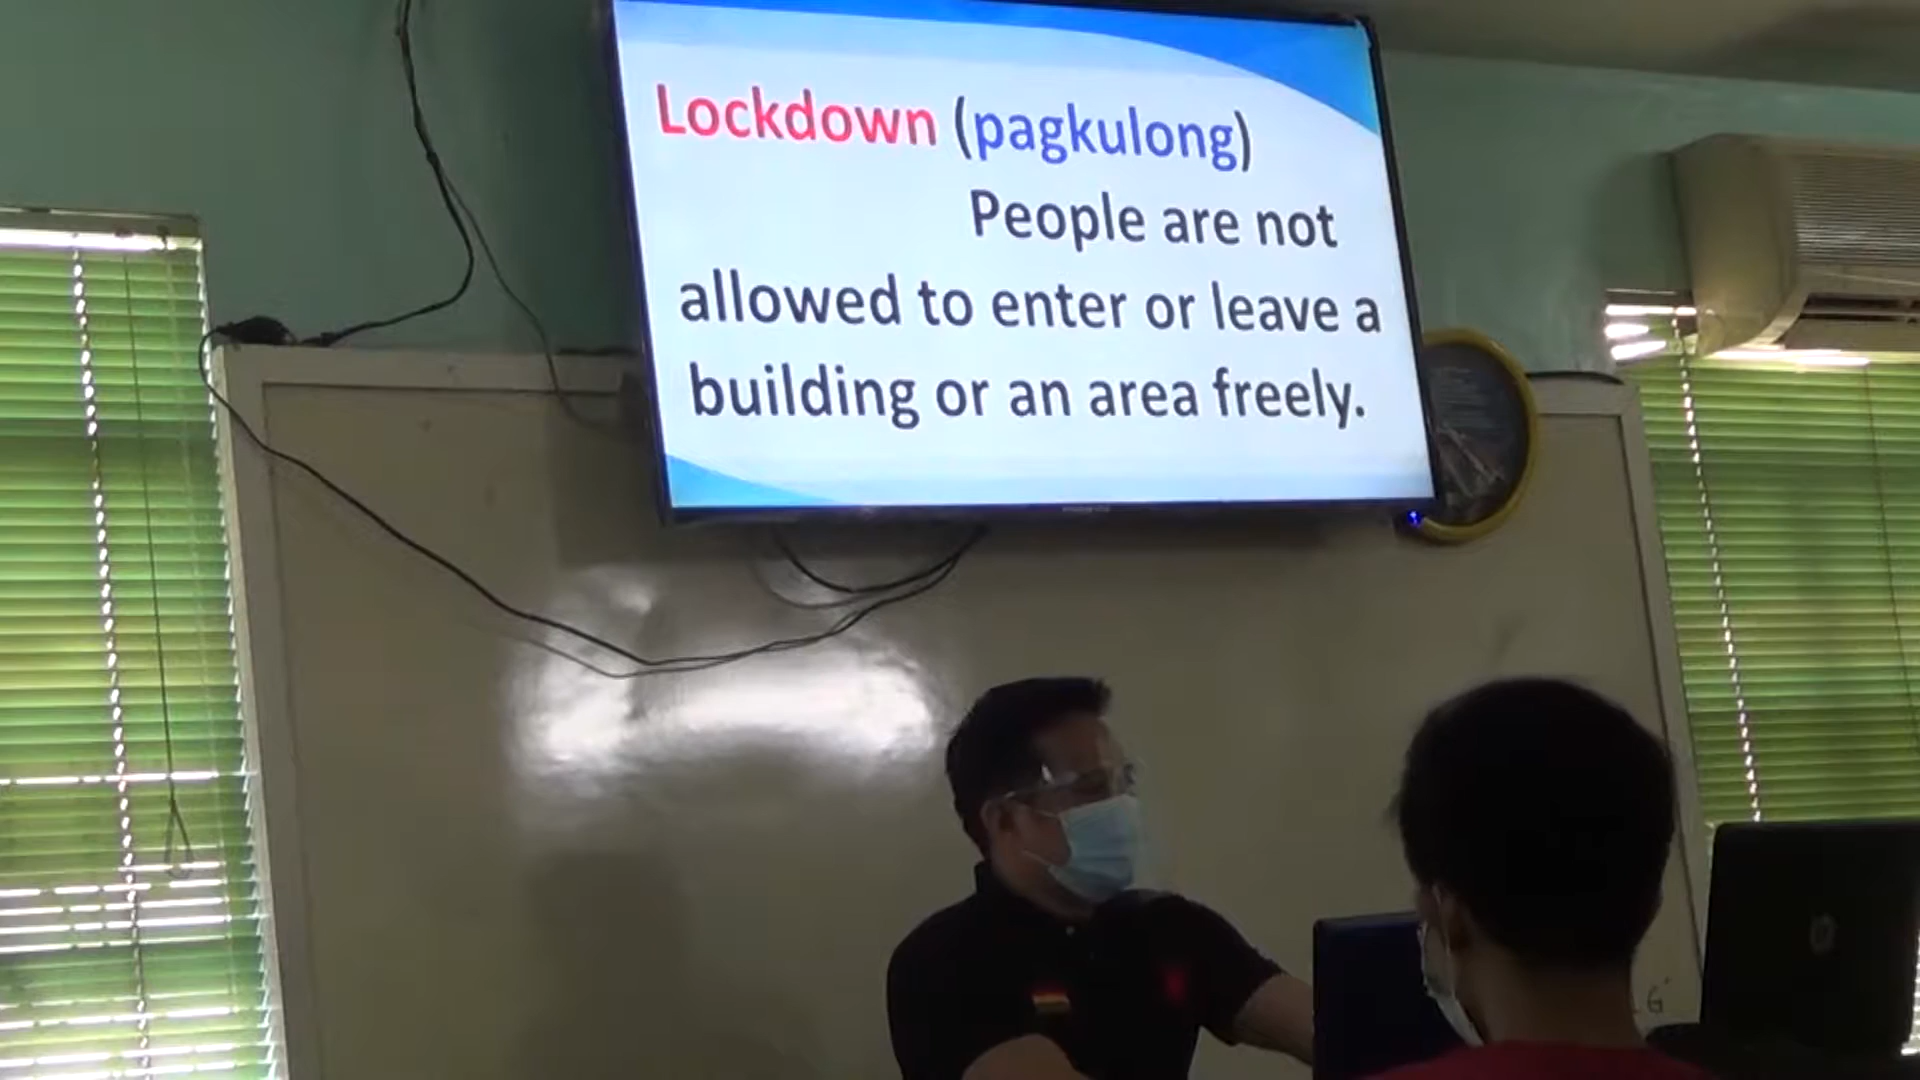 Lockdown (pagkulong)
People are not
allowed to enter or leave a
building or an area freely.